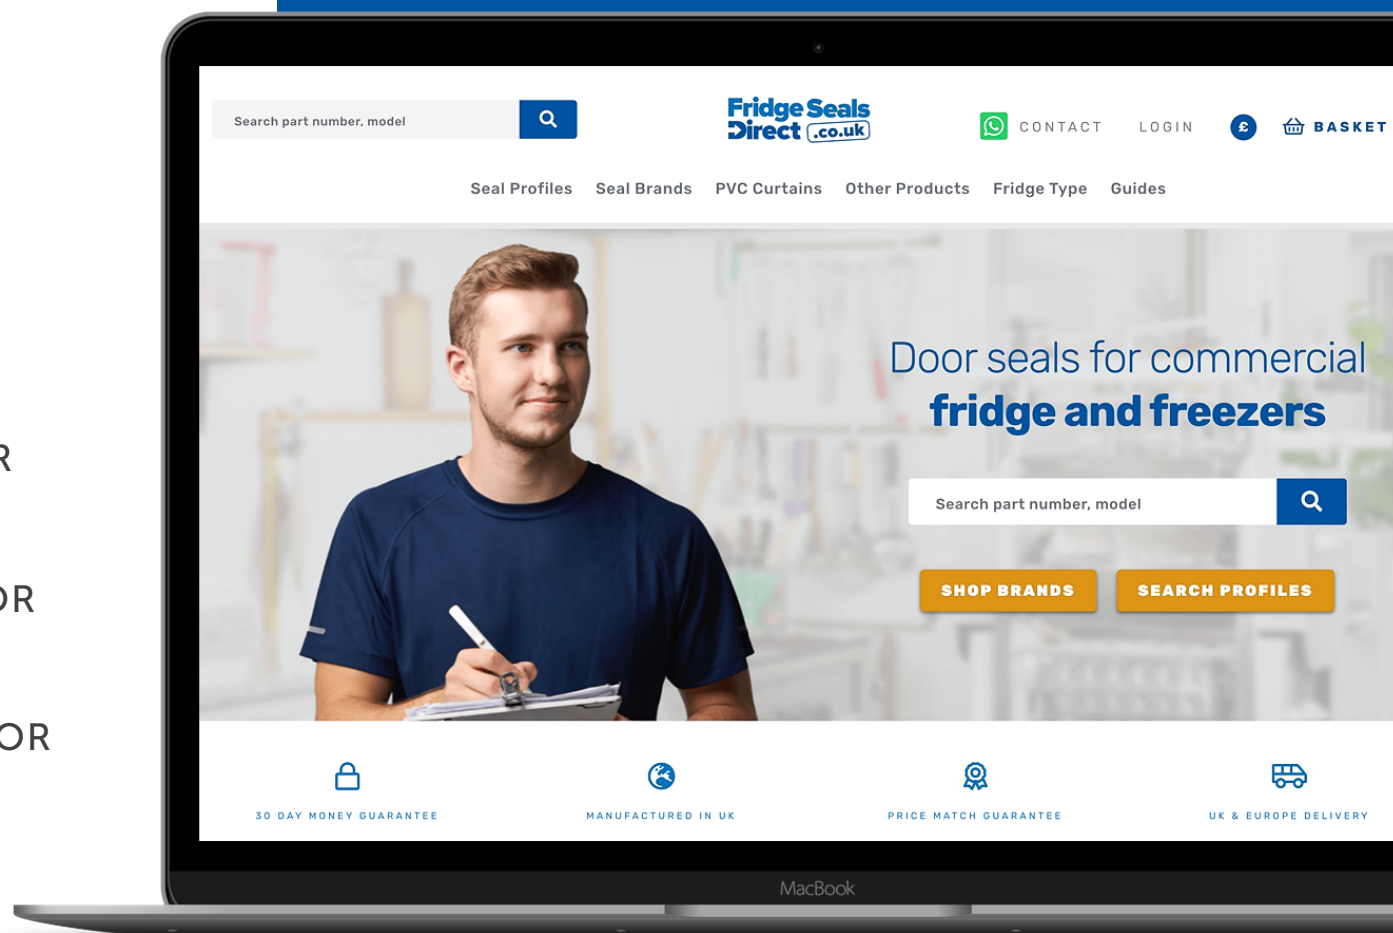 Search part number, model
Fridge Seals
Direct .co.uk
CONTACT
LOGIN
£
BASKET
Seal Profiles
Seal Brands
PVC Curtains
Other Products
Fridge Type
Guides
Door seals for commercial
fridge and freezers
Search part number, model
SHOP BRANDS
SEARCH PROFILES
R
OR
OR
30 DAY MONEY GUARANTEE
MANUFACTURED IN UK
PRICE MATCH GUARANTEE
UK & EUROPE DELIVERY
MacBook